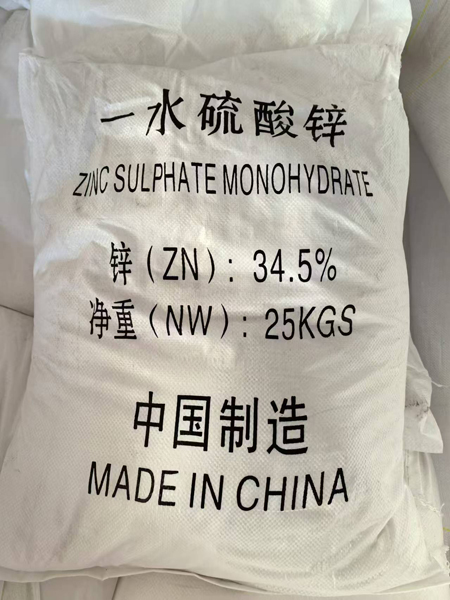 一水硫酸锌
ZINC SULPHATE MONOHYDRATE
锌(ZN): 34.5%
净重(NW): 25KGS
中国制造
MADE IN CHINA